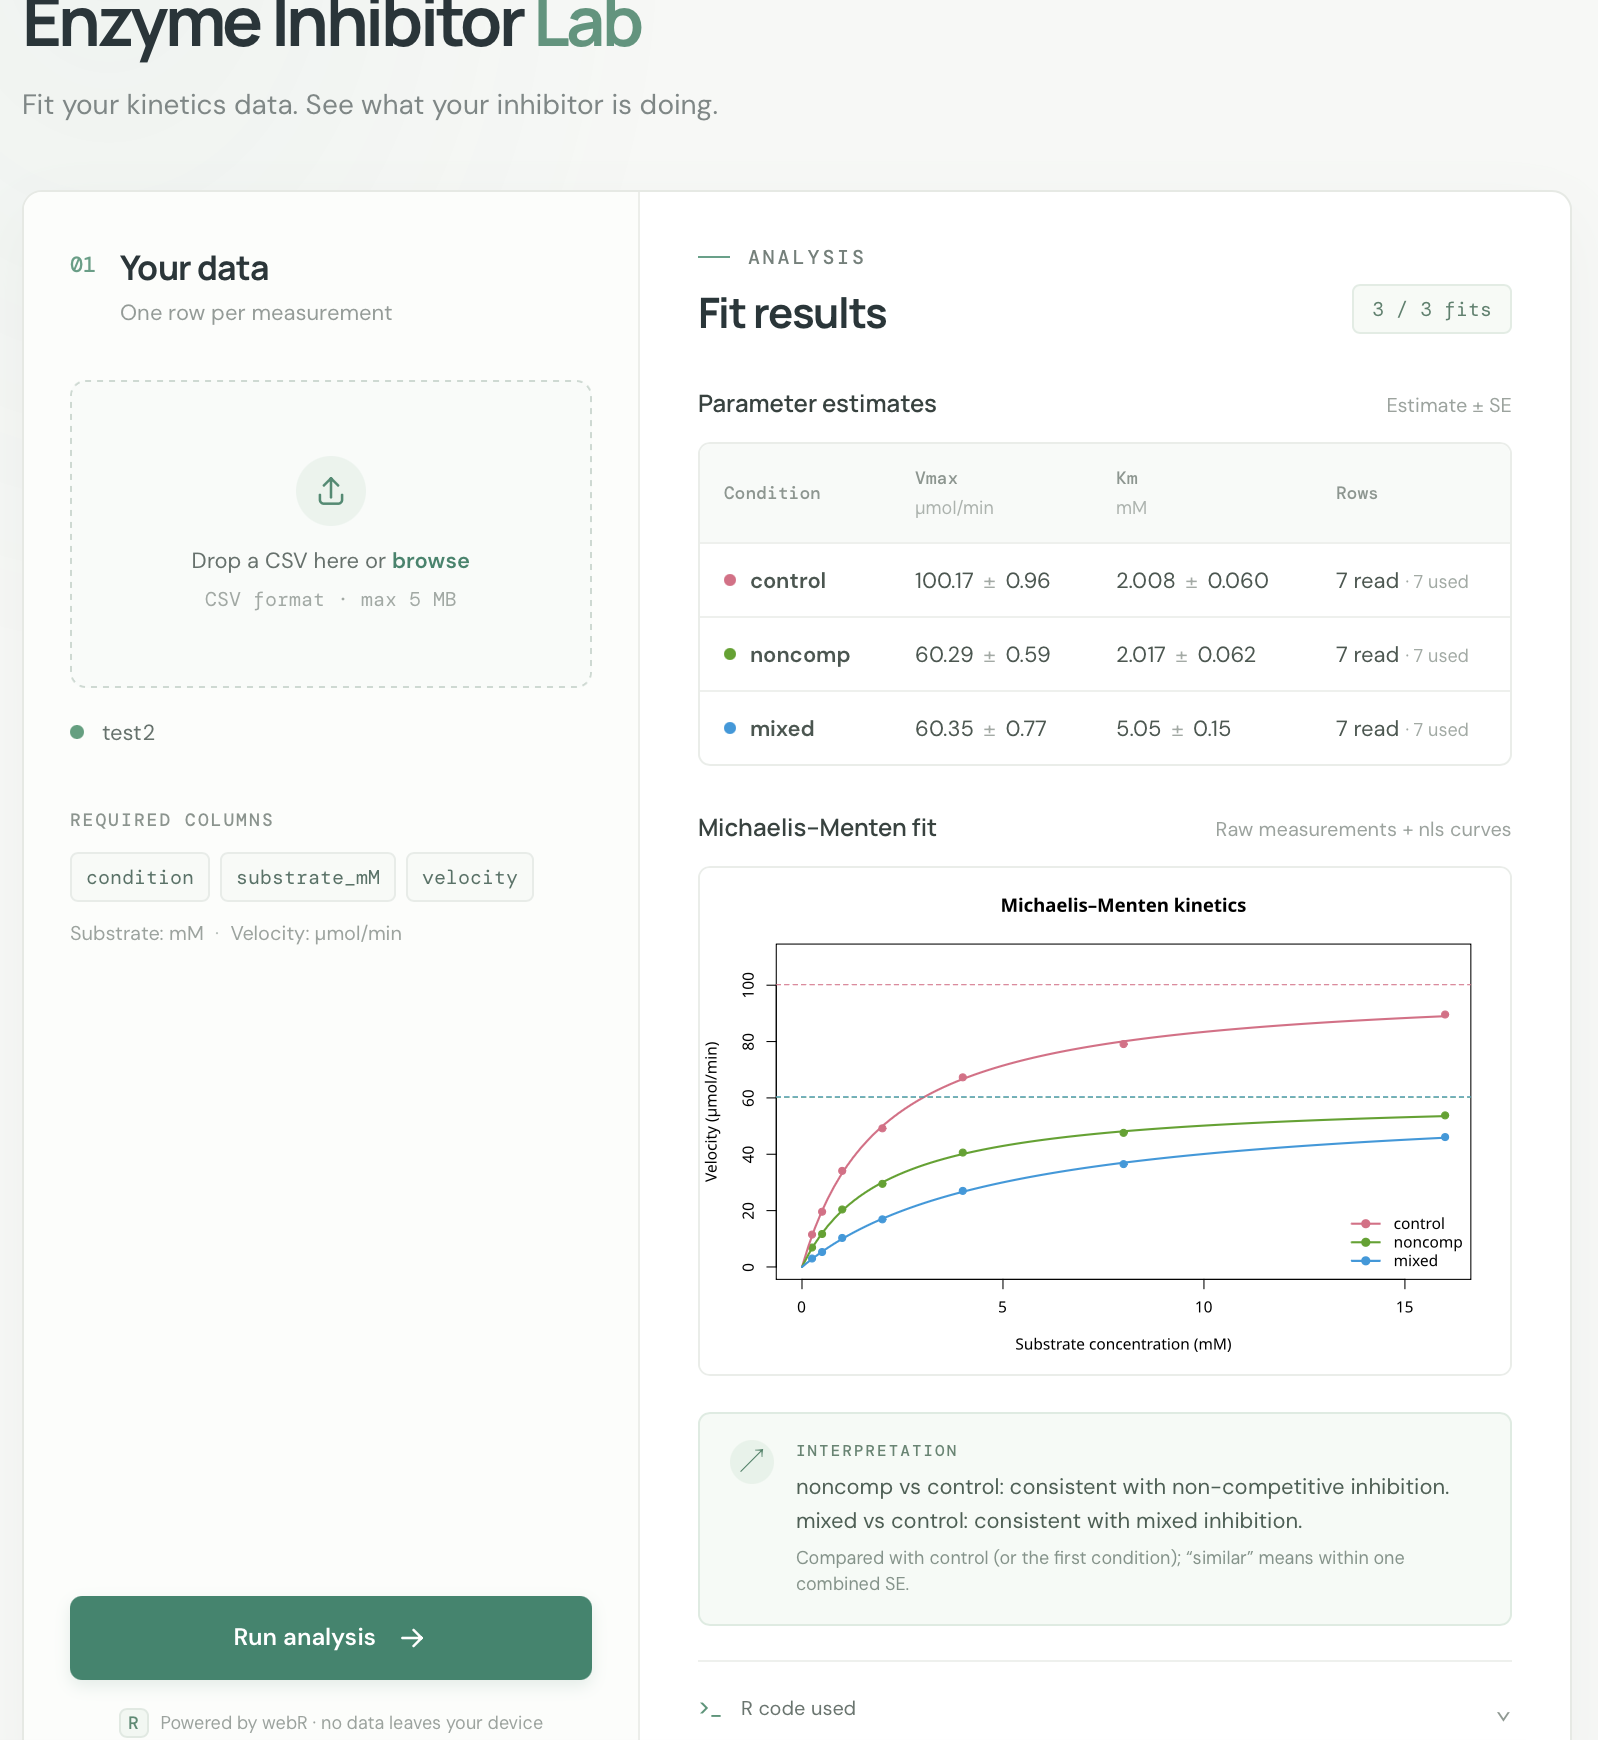 Enzyme Inhibitor Lab
Fit your kinetics data. See what your inhibitor is doing.
01 Your data
One row per measurement
Drop a CSV here or browse
CSV format · max 5 MB
test2
REQUIRED COLUMNS
condition substrate_mM velocity
Substrate: mM · Velocity: µmol/min
Run analysis →
R Powered by webR · no data leaves your device
ANALYSIS
Fit results
3 / 3 fits
Parameter estimates
Estimate ± SE
Condition Vmax µmol/min Km mM Rows
control 100.17 ± 0.96 2.008 ± 0.060 7 read · 7 used
noncomp 60.29 ± 0.59 2.017 ± 0.062 7 read · 7 used
mixed 60.35 ± 0.77 5.05 ± 0.15 7 read · 7 used
Michaelis–Menten fit
Raw measurements + nls curves
Michaelis–Menten kinetics
Velocity (µmol/min)
100
80
60
40
20
0
control
noncomp
mixed
0 5 10 15
Substrate concentration (mM)
INTERPRETATION
noncomp vs control: consistent with non-competitive inhibition.
mixed vs control: consistent with mixed inhibition.
Compared with control (or the first condition); “similar” means within one
combined SE.
>_ R code used